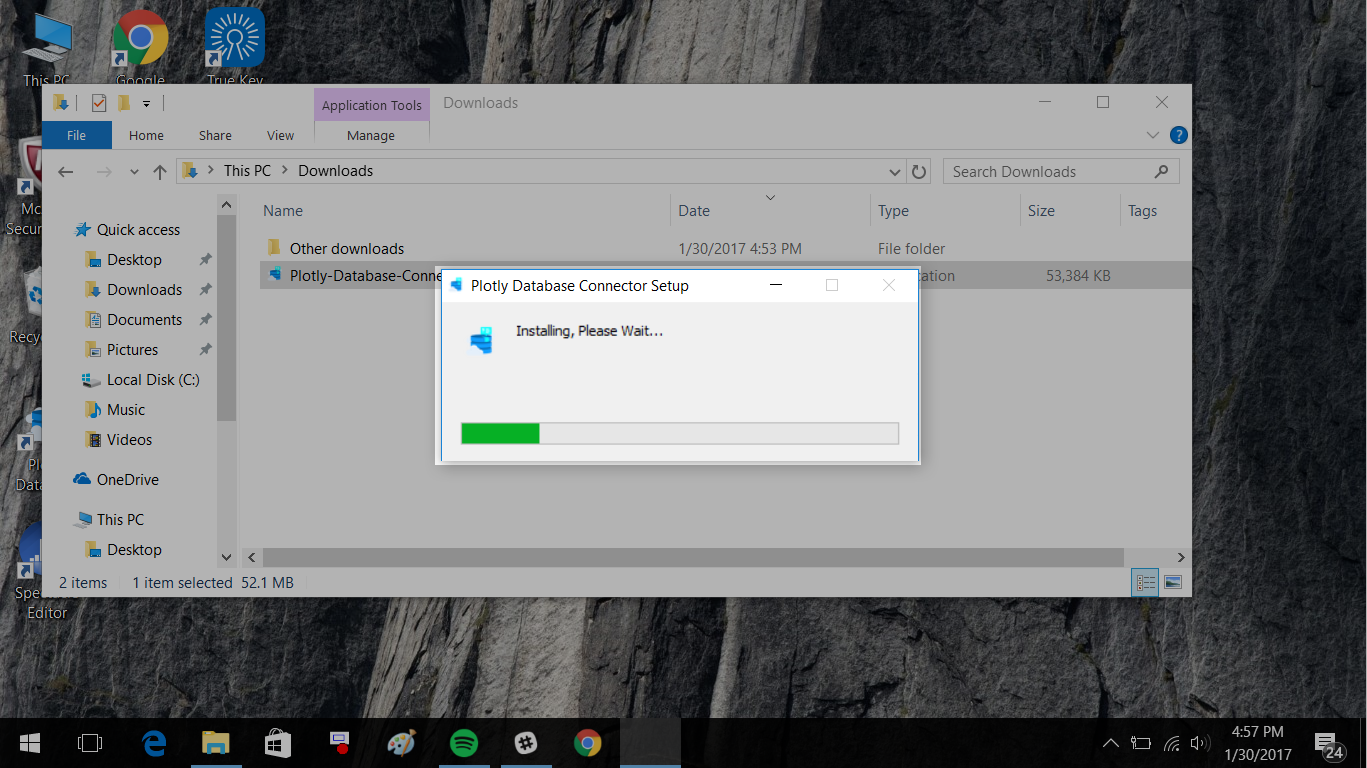 This PC
Google
True Key
Application Tools
Downloads
File
Home
Share
View
Manage
This PC
Downloads
Search Downloads
Name
Date
Type
Size
Tags
Quick access
Desktop
Downloads
Documents
Pictures
Local Disk (C:)
Music
Videos
OneDrive
This PC
Desktop
Other downloads
1/30/2017 4:53 PM
File folder
Plotly-Database-Conne
53,384 KB
Plotly Database Connector Setup
Installing, Please Wait...
2 items
1 item selected 52.1 MB
Mc
Secur
Recyc
Pl
Data
Spe
Editor
4:57 PM
1/30/2017
24